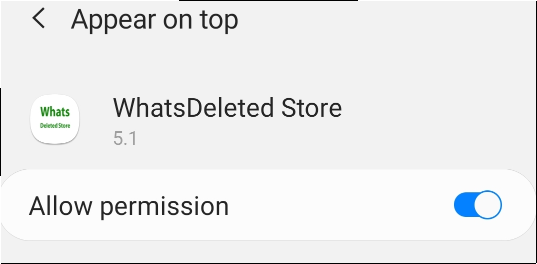 Appear on top
Whats
Deleted Store
WhatsDeleted Store
5.1
Allow permission